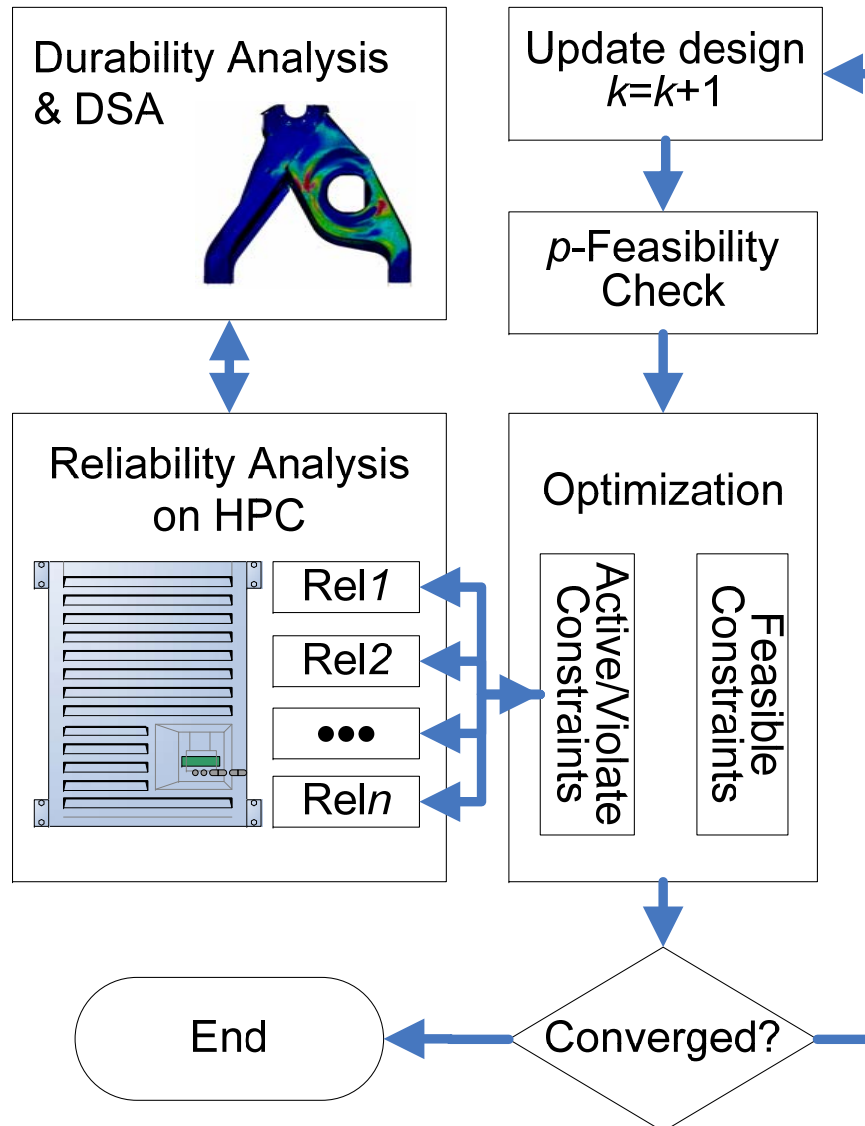 Durability Analysis
& DSA
Update design
k=k+1
p-Feasibility
Check
Reliability Analysis
on HPC
Rel1
Rel2
•••
Reln
Optimization
Active/Violate
Constraints
Feasible
Constraints
Converged?
End